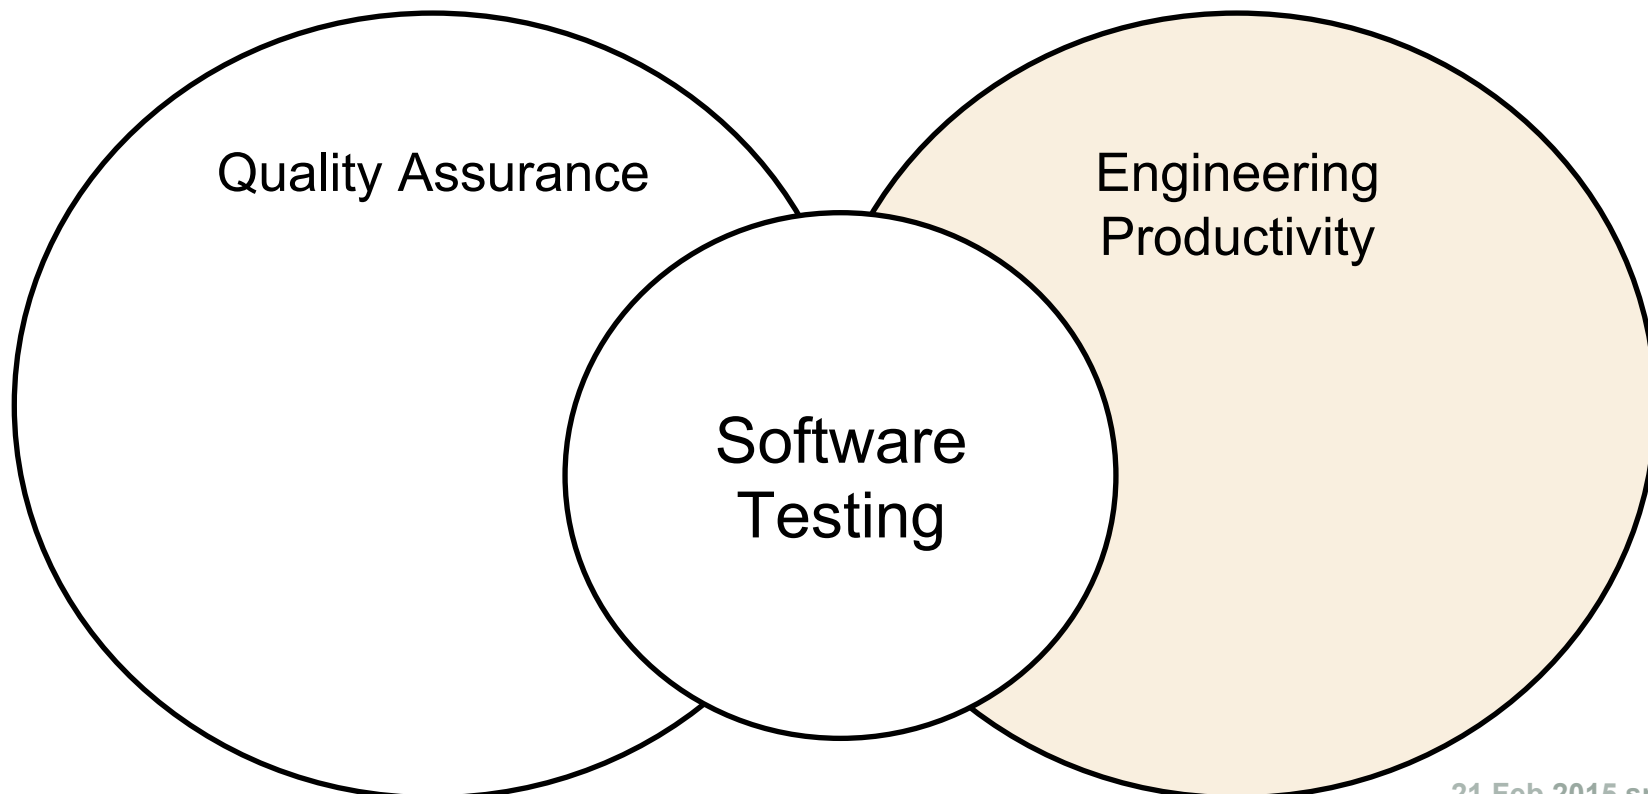 Quality Assurance
Engineering
Productivity
Software
Testing
21 Feb 2015